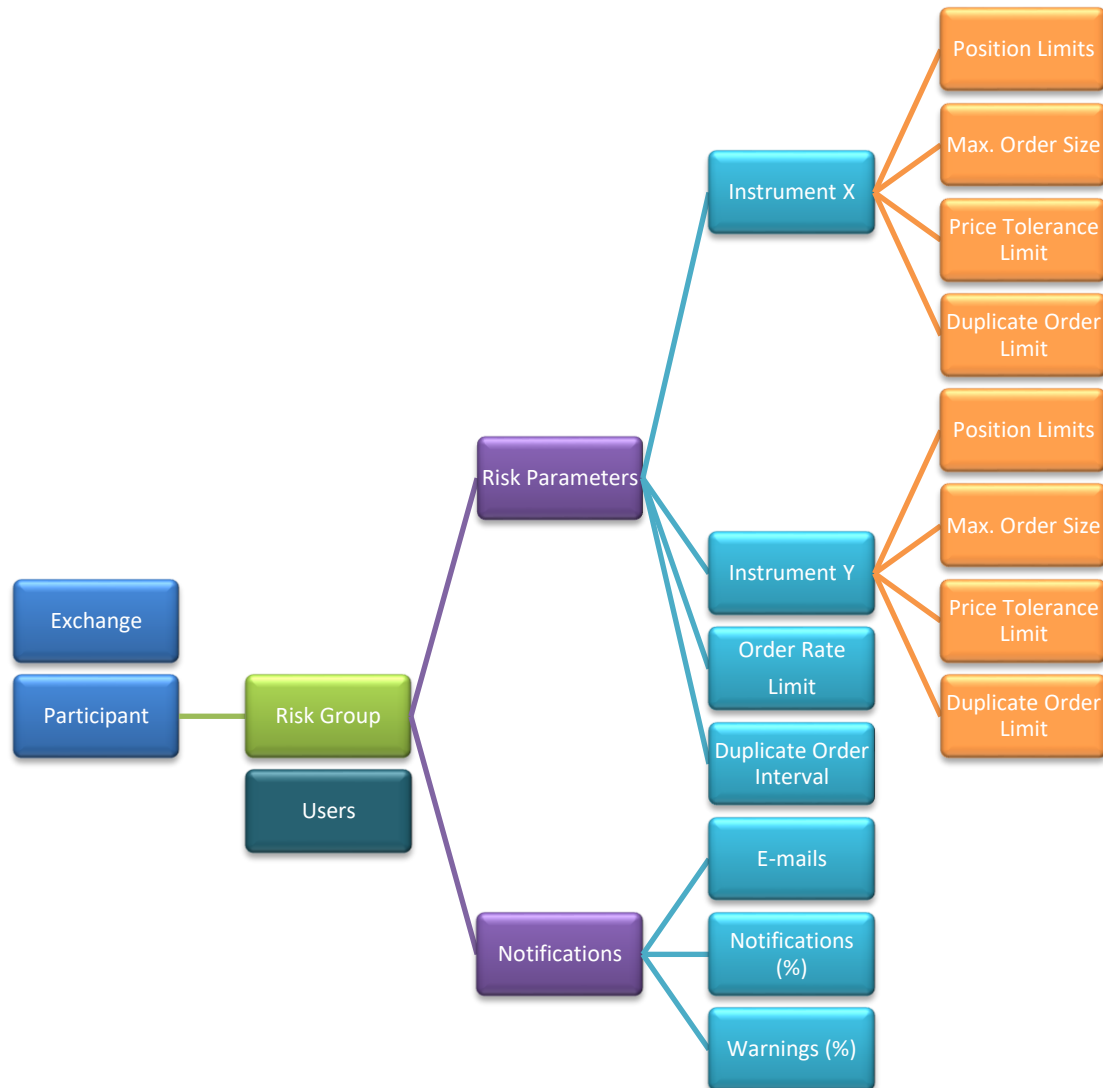 Position Limits
Max. Order Size
Instrument X
Price Tolerance
Limit
Duplicate Order
Limit
Position Limits
Risk Parameters
Max. Order Size
Instrument Y
Exchange
Price Tolerance
Limit
Order Rate
Limit
Participant
Risk Group
Duplicate Order
Limit
Duplicate Order
Interval
Users
E-mails
Notifications
Notifications
(%)
Warnings (%)